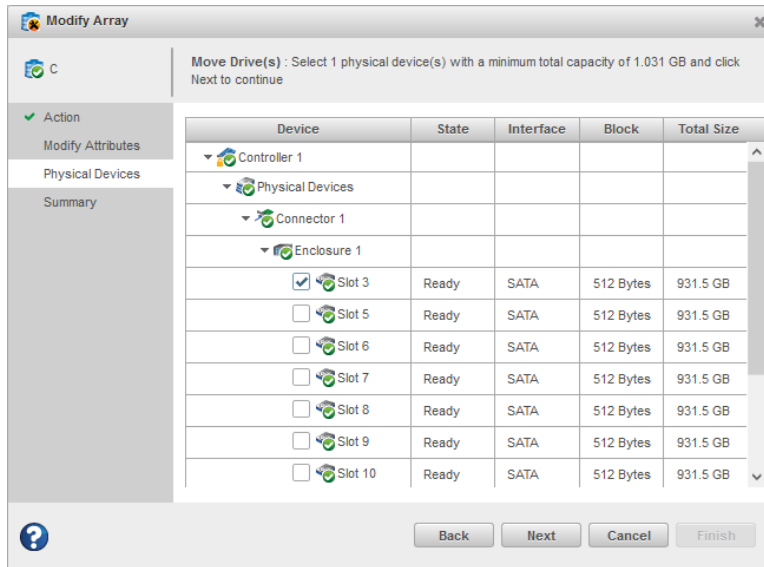 Modify Array
C
Move Drive(s) : Select 1 physical device(s) with a minimum total capacity of 1.031 GB and click
Next to continue
Action
Modify Attributes
Physical Devices
Summary
Device State Interface Block Total Size
Controller 1
Physical Devices
Connector 1
Enclosure 1
Slot 3 Ready SATA 512 Bytes 931.5 GB
Slot 5 Ready SATA 512 Bytes 931.5 GB
Slot 6 Ready SATA 512 Bytes 931.5 GB
Slot 7 Ready SATA 512 Bytes 931.5 GB
Slot 8 Ready SATA 512 Bytes 931.5 GB
Slot 9 Ready SATA 512 Bytes 931.5 GB
Slot 10 Ready SATA 512 Bytes 931.5 GB
? Back Next Cancel Finish